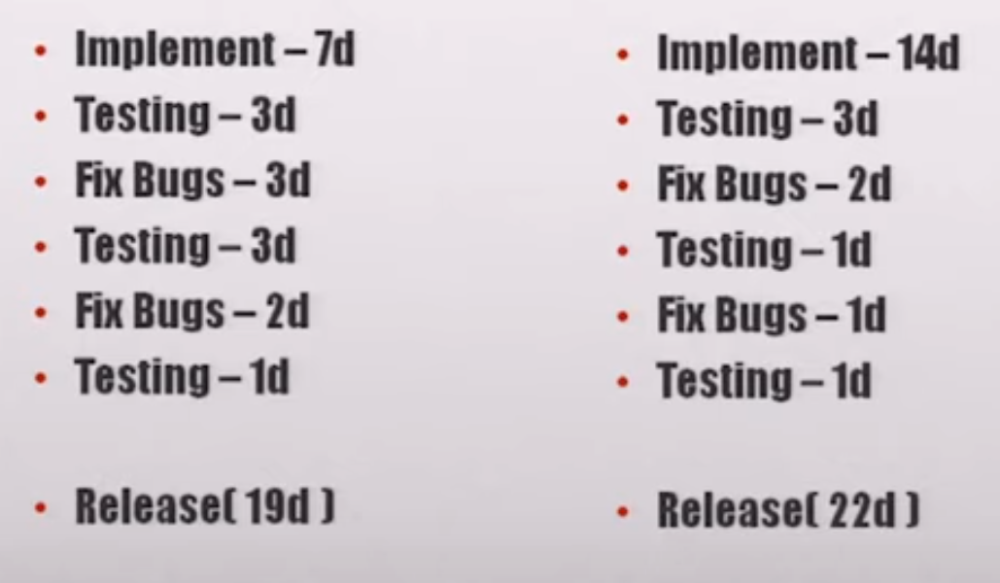 • Implement – 7d
• Testing – 3d
• Fix Bugs – 3d
• Testing – 3d
• Fix Bugs – 2d
• Testing – 1d
• Release( 19d )
• Implement – 14d
• Testing – 3d
• Fix Bugs – 2d
• Testing – 1d
• Fix Bugs – 1d
• Testing – 1d
• Release( 22d )